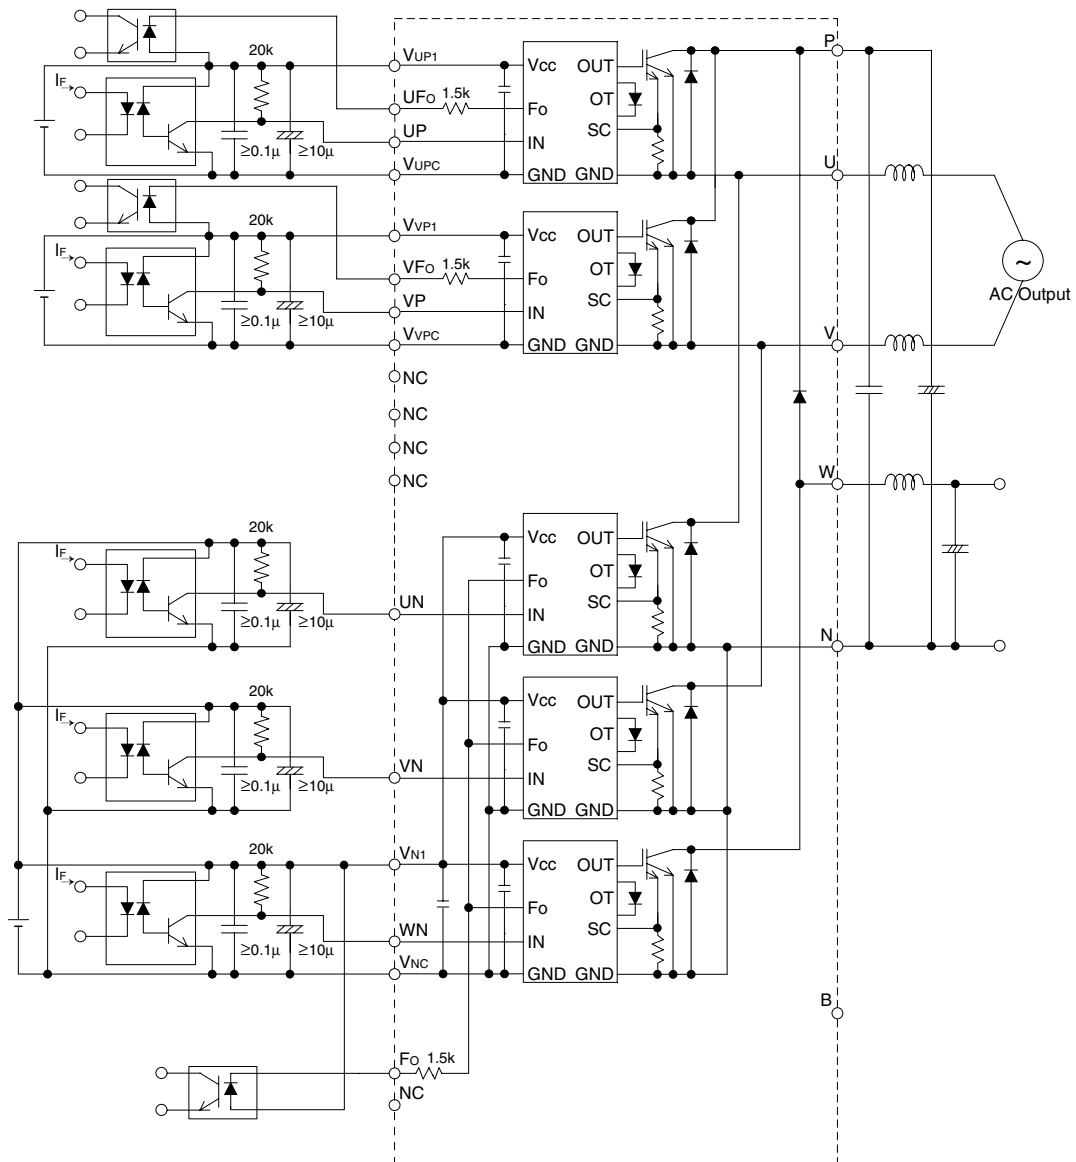 20k
IF
≥0.1µ
≥10µ
VUP1
UFO 1.5k
UP
VUPC
Vcc
Fo
IN
GND
OUT
OT
SC
GND
P
U
20k
IF
≥0.1µ
≥10µ
VVP1
VFO 1.5k
VP
VVPC
Vcc
Fo
IN
GND
OUT
OT
SC
GND
V
~
AC Output
NC
NC
NC
NC
W
20k
IF
≥0.1µ
≥10µ
UN
Vcc
Fo
IN
GND
OUT
OT
SC
GND
N
20k
IF
≥0.1µ
≥10µ
VN
Vcc
Fo
IN
GND
OUT
OT
SC
GND
20k
IF
≥0.1µ
≥10µ
VN1
WN
VNC
Vcc
Fo
IN
GND
OUT
OT
SC
GND
B
FO 1.5k
NC